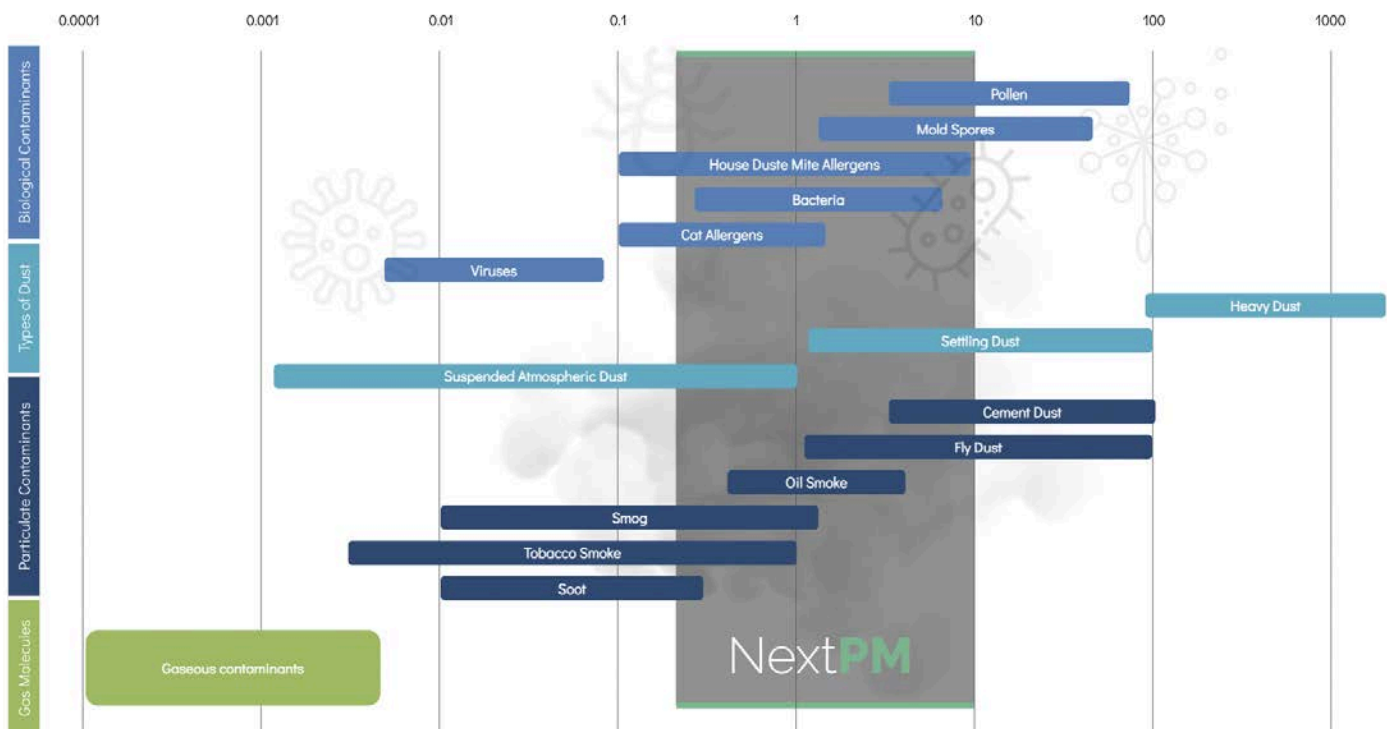 0.0001 0.001 0.01 0.1 1 10 100 1000
Biological Contaminants
Pollen
Mold Spores
House Duste Mite Allergens
Bacteria
Cat Allergens
Viruses
Types of Dust
Heavy Dust
Settling Dust
Suspended Atmospheric Dust
Particulate Contaminants
Cement Dust
Fly Dust
Oil Smoke
Smog
Tobacco Smoke
Soot
Gas Molecules
Gaseous contaminants
NextPM